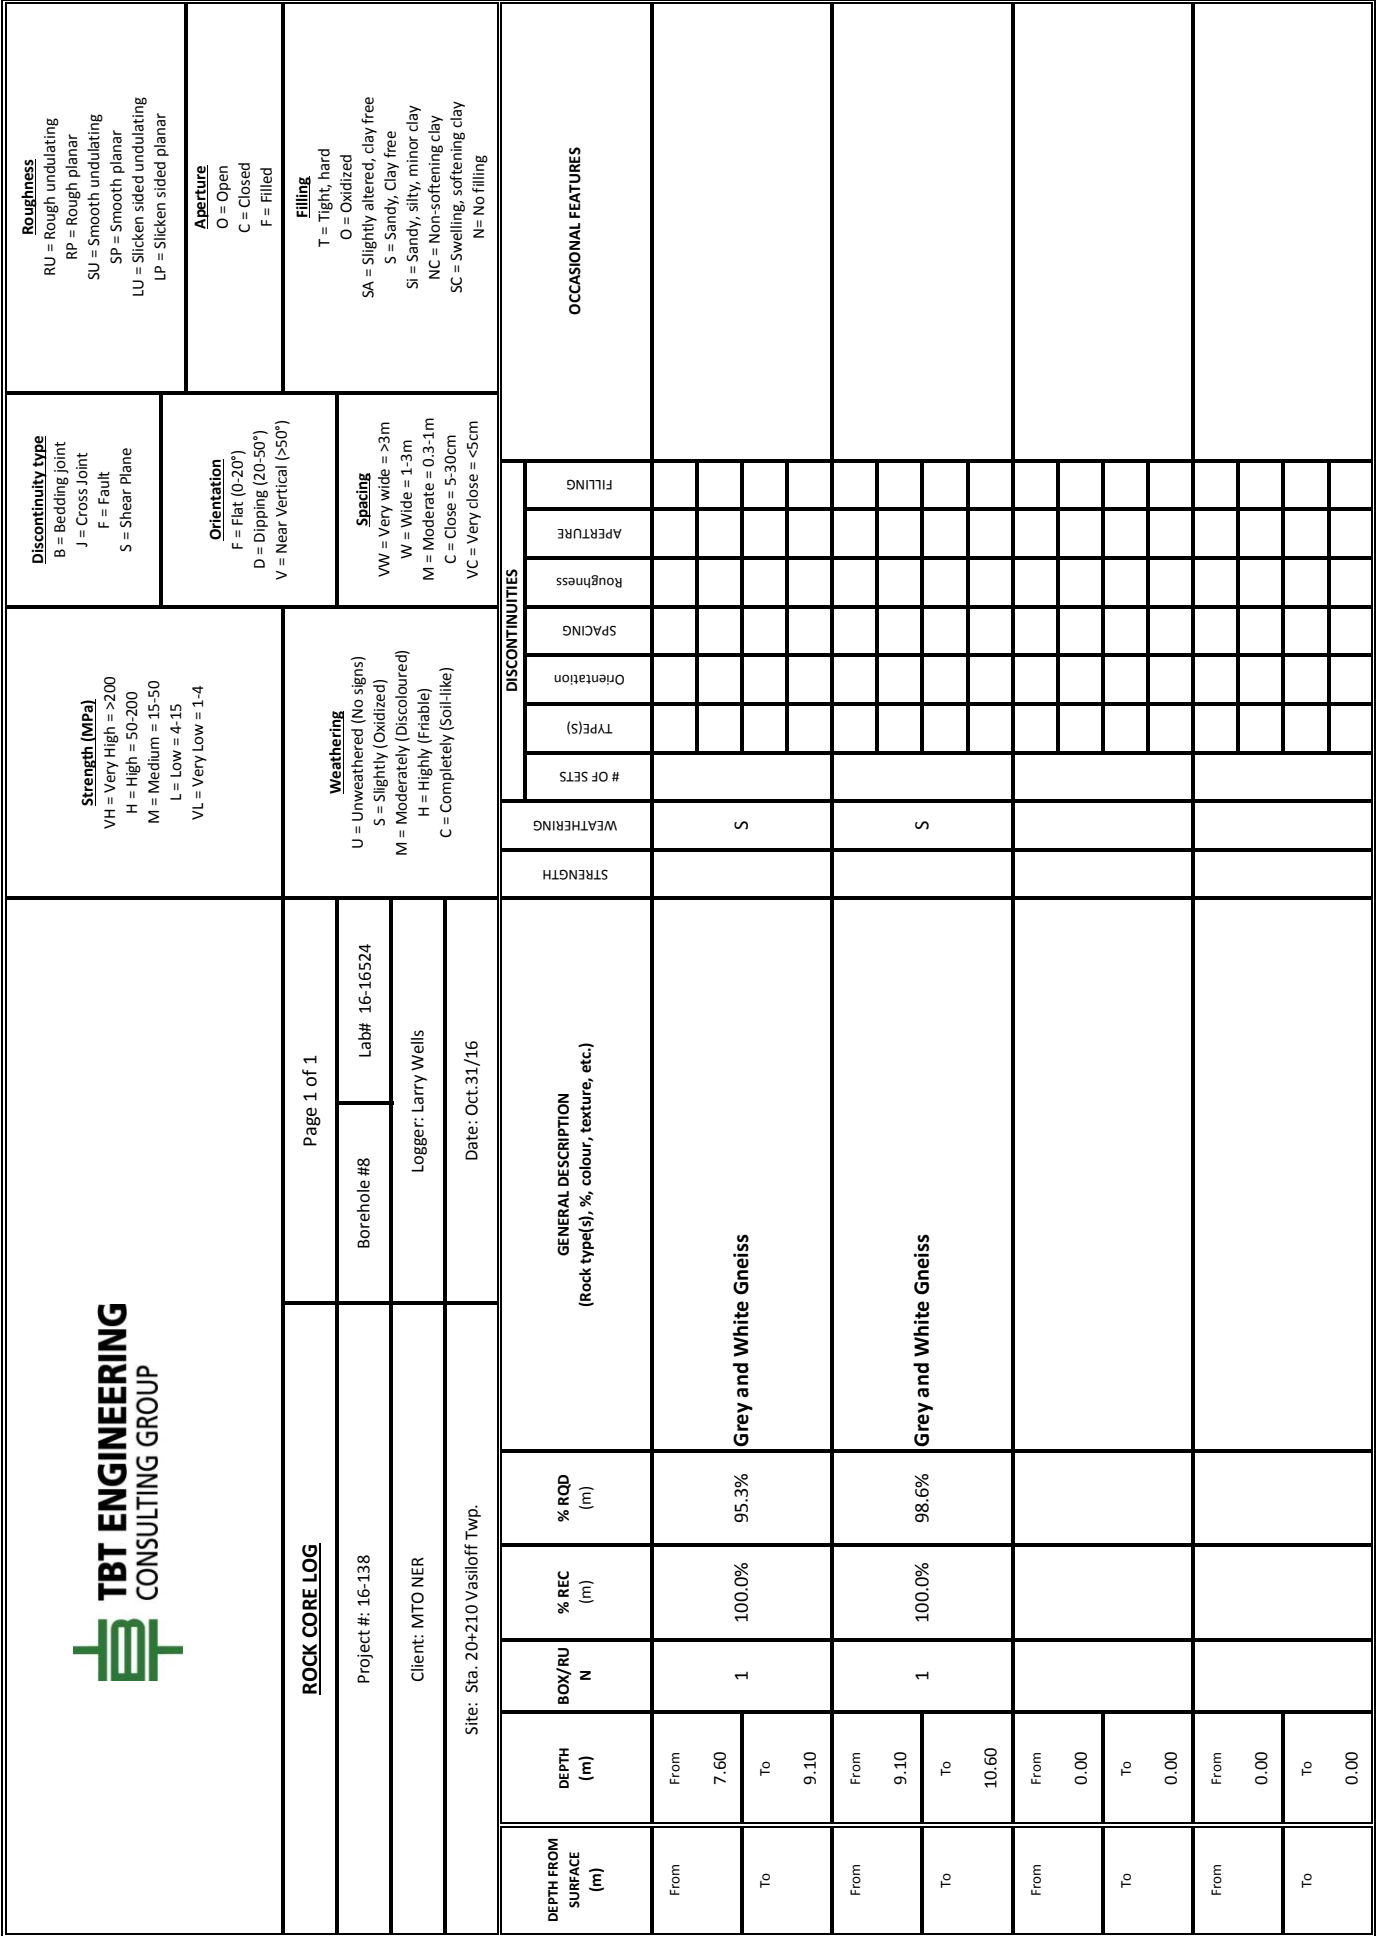 TBT ENGINEERING
CONSULTING GROUP
ROCK CORE LOG
Page 1 of 1
Project #: 16-138
Borehole #8
Lab# 16-16524
Client: MTO NER
Logger: Larry Wells
Site: Sta. 20+210 Vasiloff Twp.
Date: Oct.31/16
Strength (MPa)
VH = Very High = >200
H = High = 50-200
M = Medium = 15-50
L = Low = 4-15
VL = Very Low = 1-4
Weathering
U = Unweathered (No signs)
S = Slightly (Oxidized)
M = Moderately (Discoloured)
H = Highly (Friable)
C = Completely (Soil-like)
Discontinuity type
B = Bedding joint
J = Cross Joint
F = Fault
S = Shear Plane
Orientation
F = Flat (0-20°)
D = Dipping (20-50°)
V = Near Vertical (>50°)
Spacing
VW = Very wide = >3m
W = Wide = 1-3m
M = Moderate = 0.3-1m
C = Close = 5-30cm
VC = Very close = <5cm
Roughness
RU = Rough undulating
RP = Rough planar
SU = Smooth undulating
SP = Smooth planar
LU = Slicken sided undulating
LP = Slicken sided planar
Aperture
O = Open
C = Closed
F = Filled
Filling
T = Tight, hard
O = Oxidized
SA = Slightly altered, clay free
S = Sandy, Clay free
Si = Sandy, silty, minor clay
NC = Non-softening clay
SC = Swelling, softening clay
N= No filling
DEPTH FROM
SURFACE
(m)
DEPTH
(m)
BOX/RU
N
% REC
(m)
% RQD
(m)
GENERAL DESCRIPTION
(Rock type(s), %, colour, texture, etc.)
STRENGTH
WEATHERING
DISCONTINUITIES
# OF SETS
TYPE(S)
Orientation
SPACING
Roughness
APERTURE
FILLING
OCCASIONAL FEATURES
From
From
7.60
To
To
9.10
1
100.0%
95.3%
Grey and White Gneiss
S
From
From
9.10
To
To
10.60
1
100.0%
98.6%
Grey and White Gneiss
S
From
From
0.00
To
To
0.00
From
From
0.00
To
To
0.00